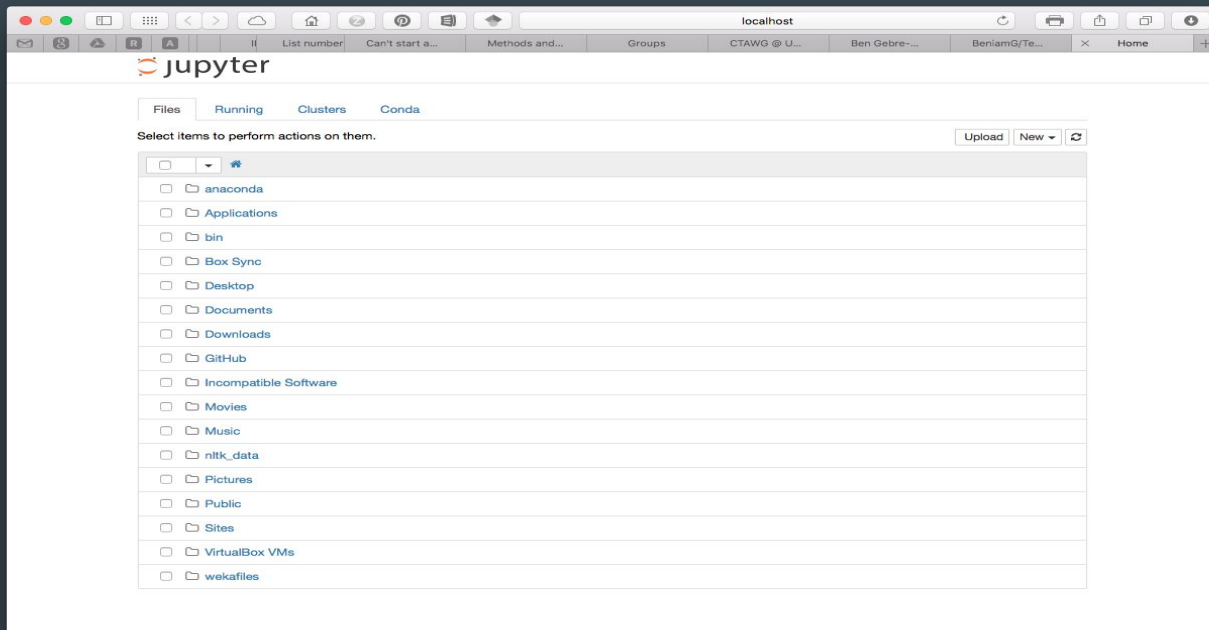 localhost
List number Can't start a... Methods and... Groups CTAWG @ U... Ben Gebre-... BeniamG/Te... Home
jupyter
Files Running Clusters Conda
Select items to perform actions on them. Upload New
anaconda
Applications
bin
Box Sync
Desktop
Documents
Downloads
GitHub
Incompatible Software
Movies
Music
nltk_data
Pictures
Public
Sites
VirtualBox VMs
wekafiles